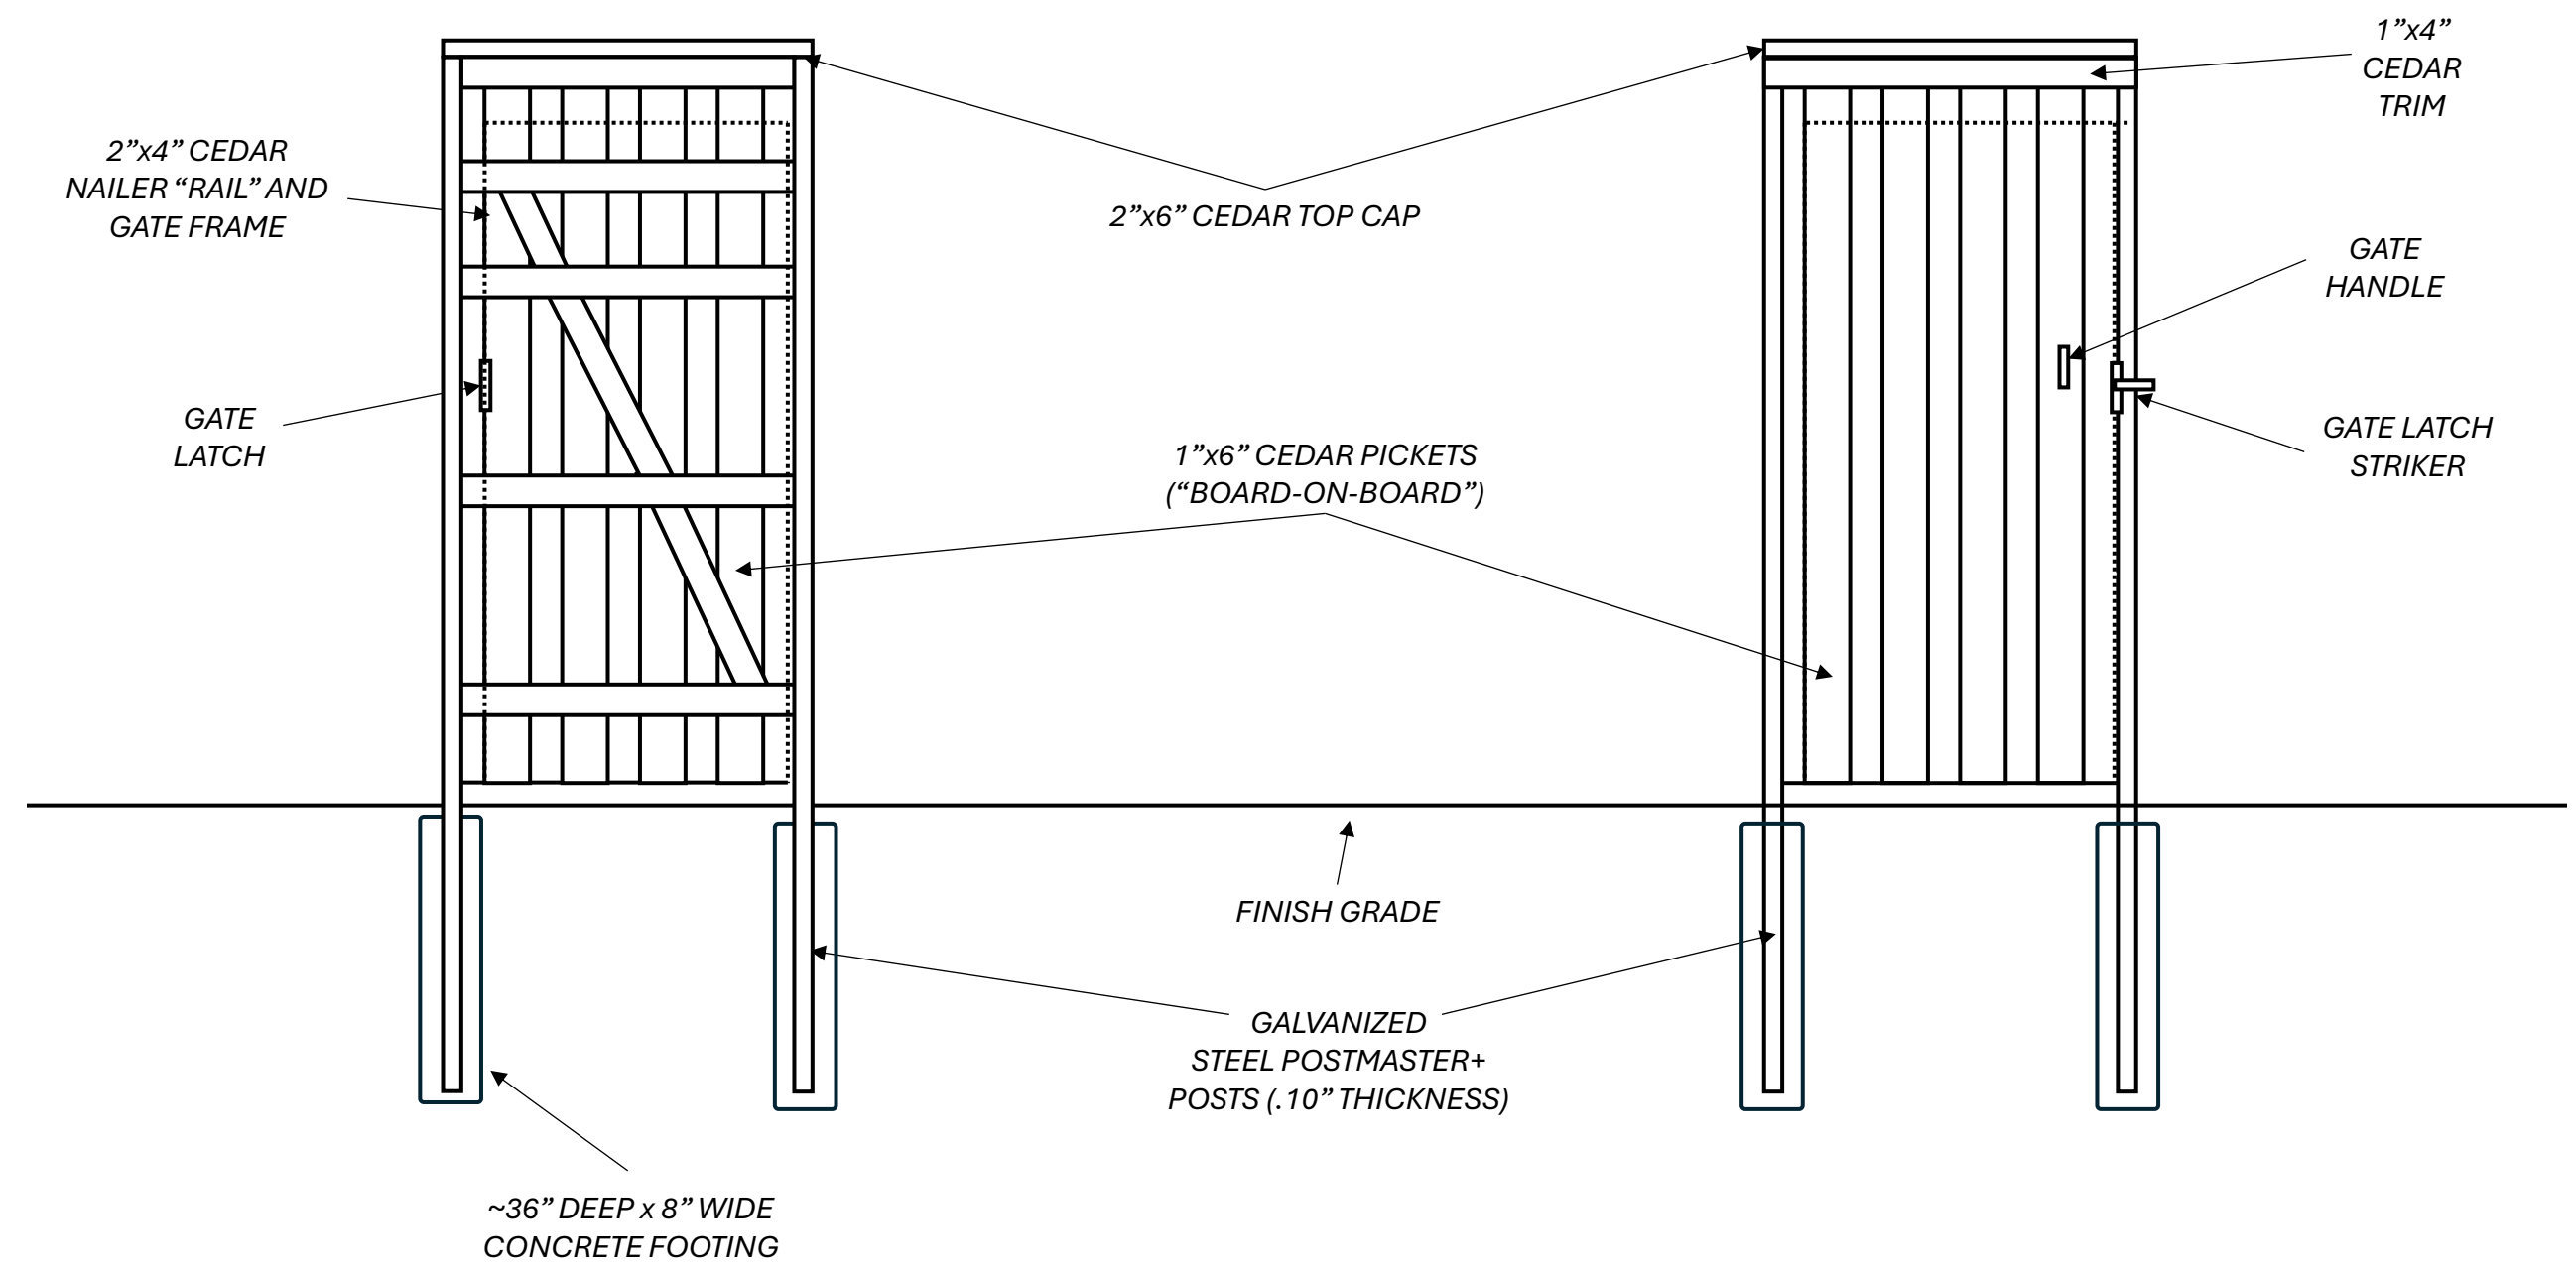 1”x4”
CEDAR
TRIM
2”x4” CEDAR
NAILER “RAIL” AND
GATE FRAME
2”x6” CEDAR TOP CAP
GATE
HANDLE
GATE
LATCH
1”x6” CEDAR PICKETS
(“BOARD-ON-BOARD”)
GATE LATCH
STRIKER
FINISH GRADE
GALVANIZED
STEEL POSTMASTER+
POSTS (.10” THICKNESS)
~36” DEEP x 8” WIDE
CONCRETE FOOTING